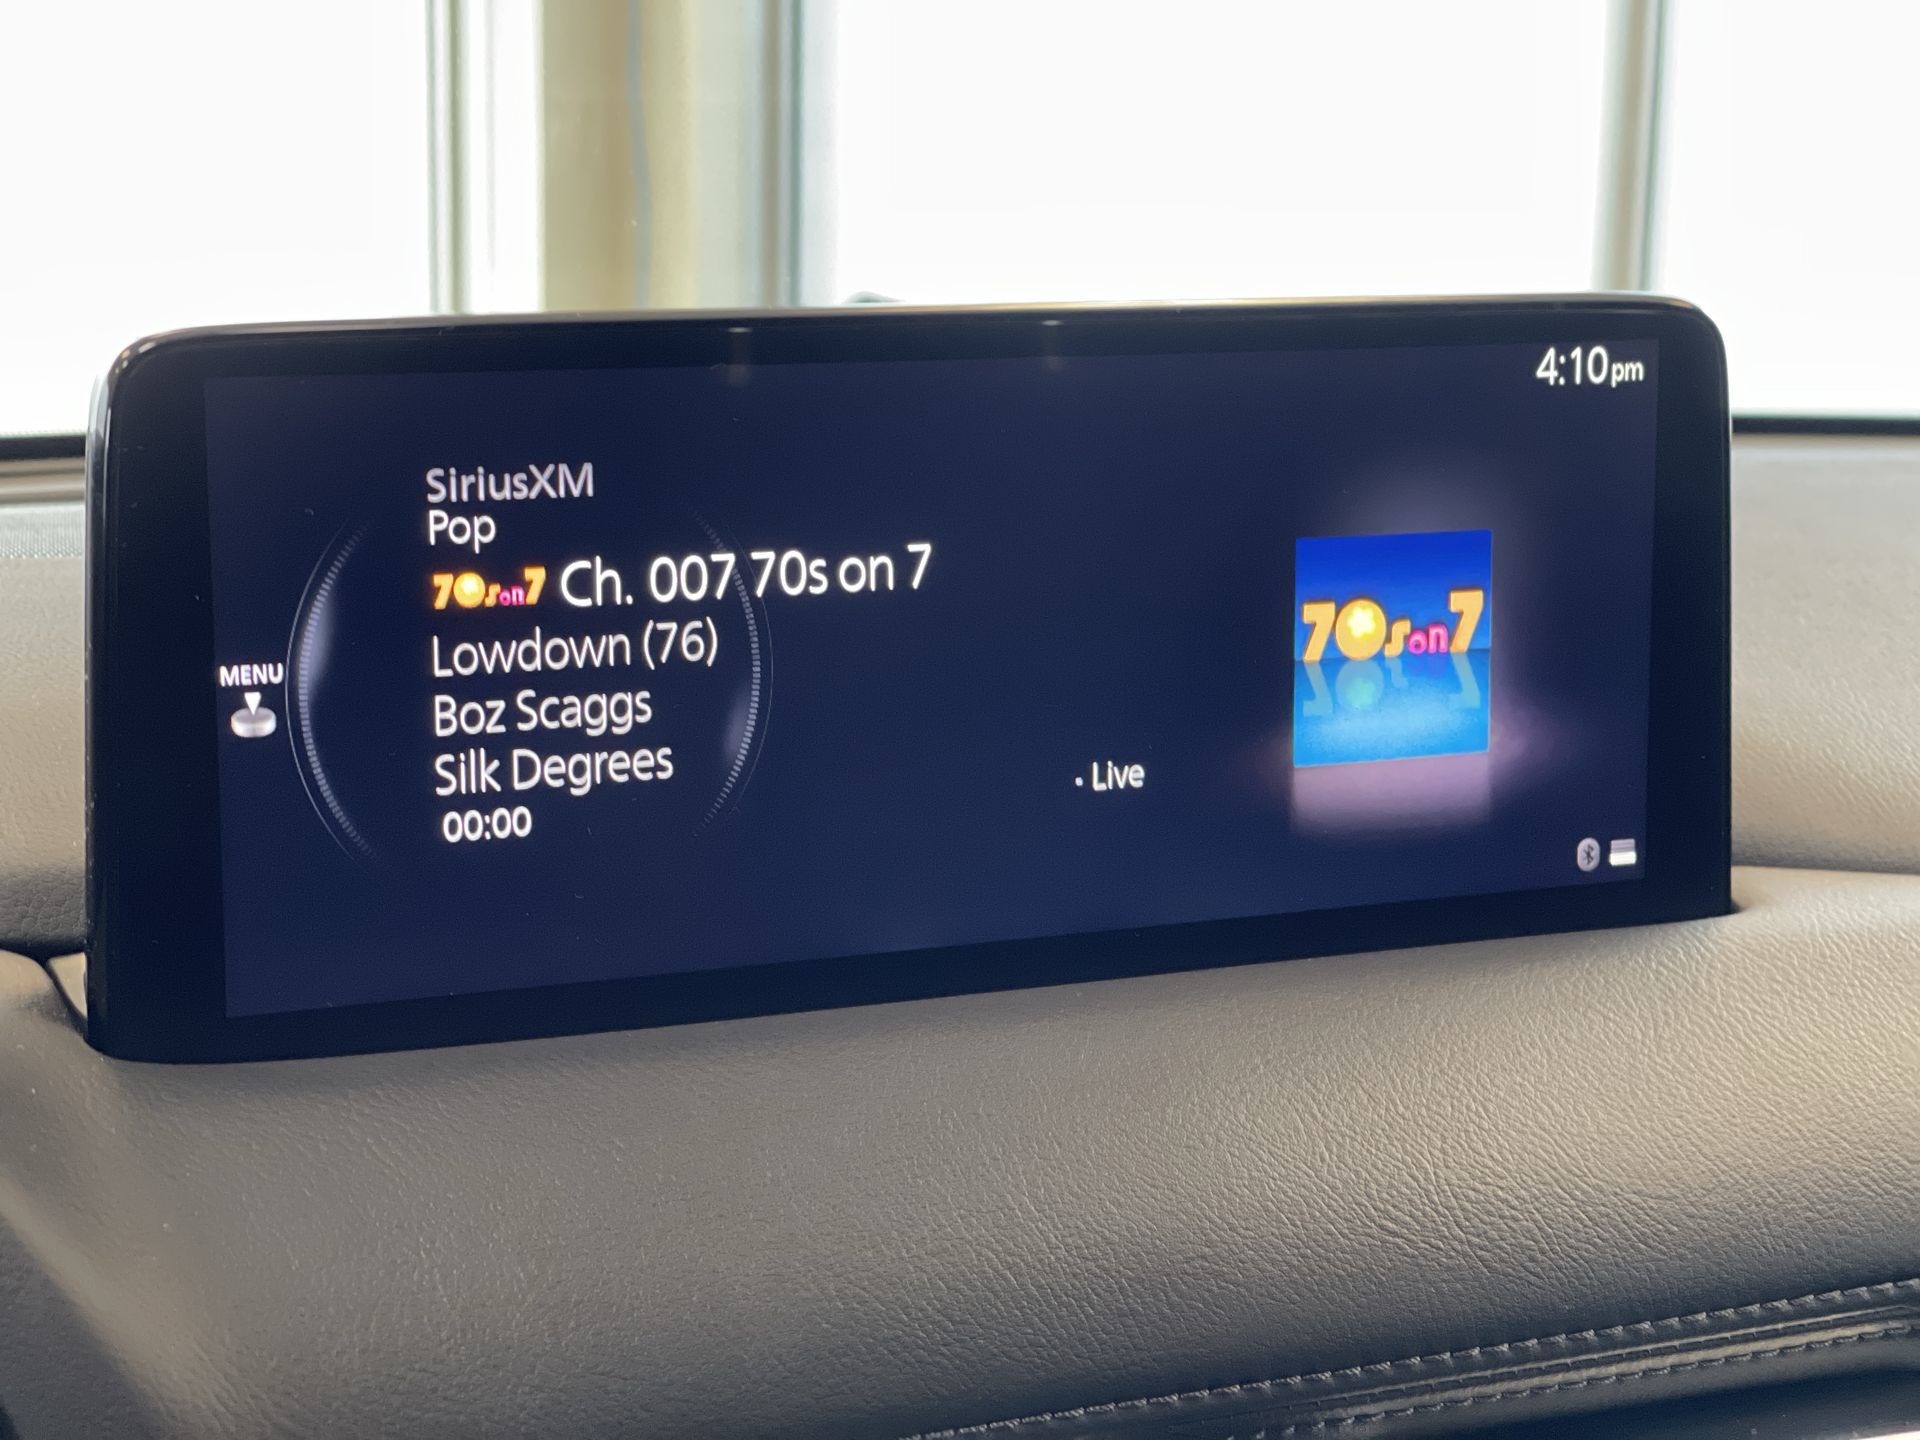 4:10pm
SiriusXM
Pop
70s on 7 Ch. 007 70s on 7
Lowdown (76)
Boz Scaggs
Silk Degrees
00:00
MENU
• Live
70s on 7